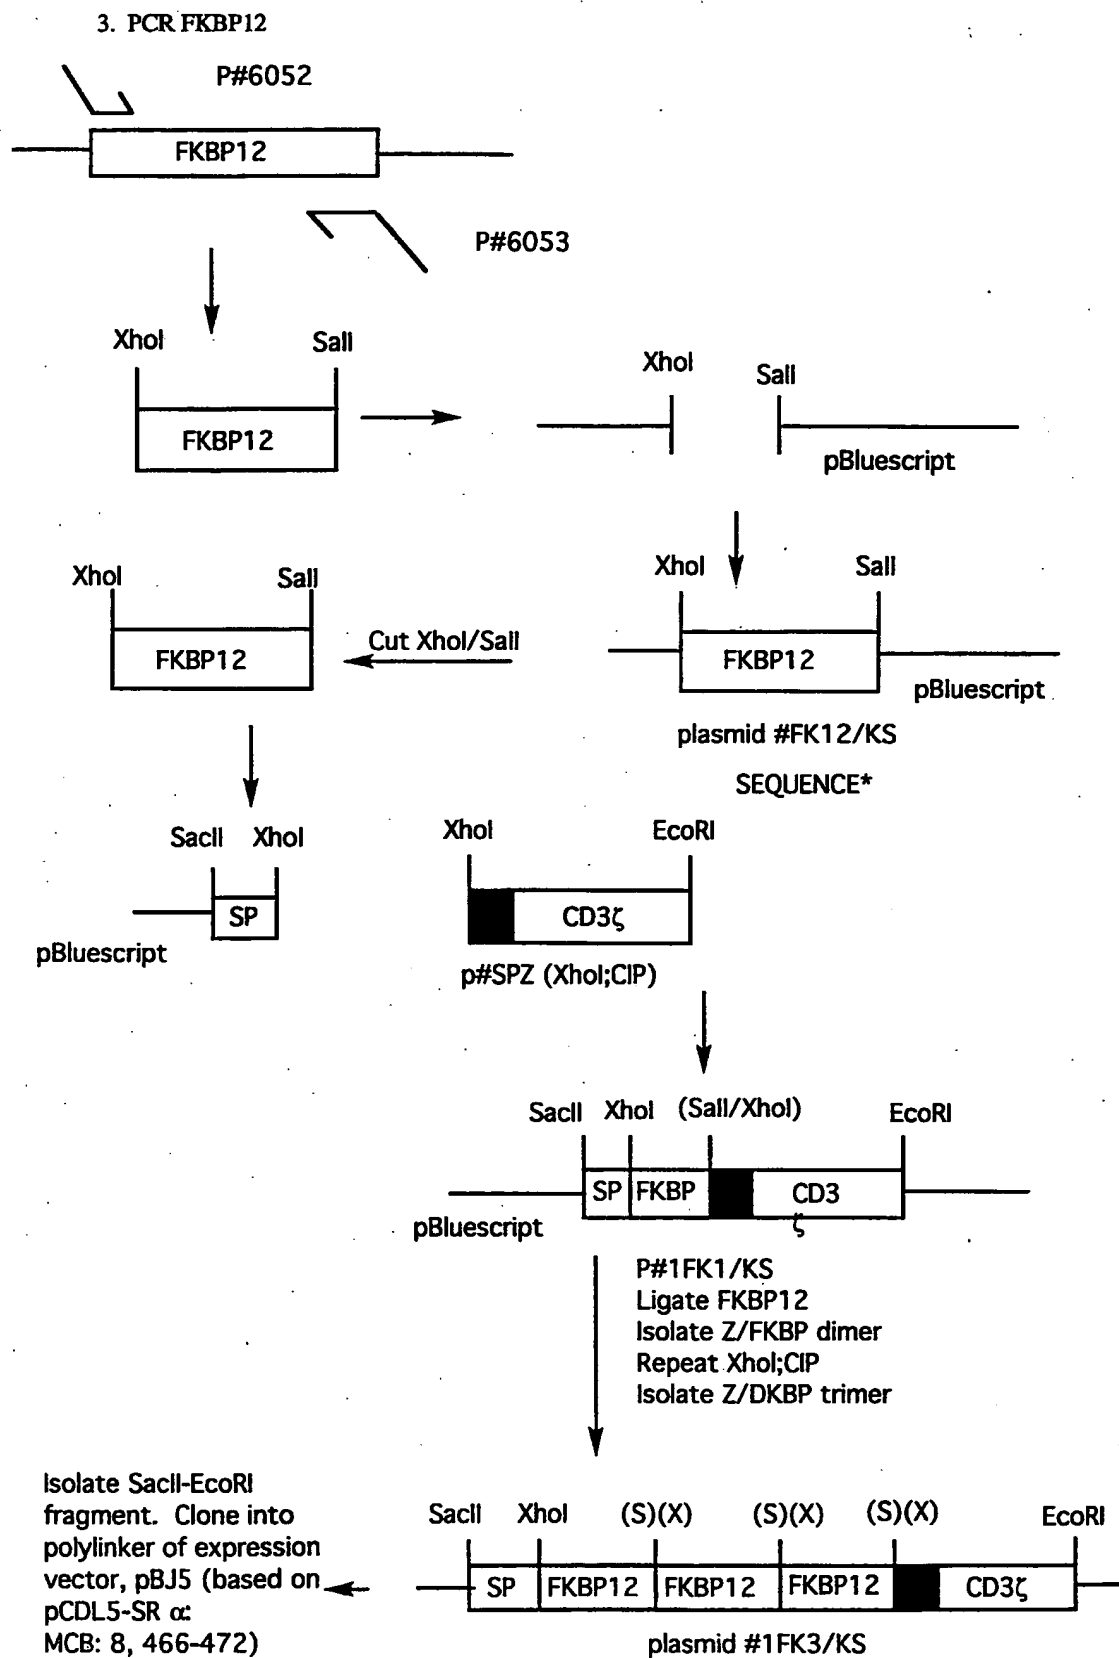 3. PCR FKBP12
P#6052
FKBP12
P#6053
XhoI SalI
FKBP12
XhoI SalI
pBluescript
XhoI SalI
FKBP12
Cut XhoI/SalI
XhoI SalI
FKBP12
pBluescript
plasmid #FK12/KS
SEQUENCE*
SacII XhoI
SP
pBluescript
XhoI EcoRI
CD3ζ
p#SPZ (XhoI;CIP)
SacII XhoI (SalI/XhoI) EcoRI
SP FKBP CD3
ζ
pBluescript
P#1FK1/KS
Ligate FKBP12
Isolate Z/FKBP dimer
Repeat XhoI;CIP
Isolate Z/DKBP trimer
Isolate SacII-EcoRI
fragment. Clone into
polylinker of expression
vector, pBJ5 (based on
pCDL5-SR α:
MCB: 8, 466-472)
SacII XhoI (S)(X) (S)(X) (S)(X) EcoRI
SP FKBP12 FKBP12 FKBP12 CD3ζ
plasmid #1FK3/KS